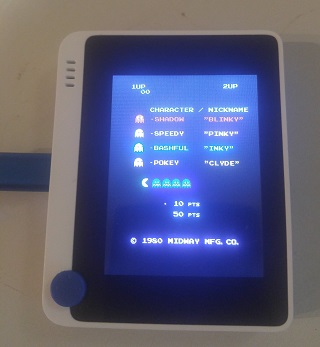 1UP 2UP
00
CHARACTER / NICKNAME
-SHADOW "BLINKY"
-SPEEDY "PINKY"
-BASHFUL "INKY"
-POKEY "CLYDE"
10 PTS
50 PTS
© 1980 MIDWAY MFG. CO.